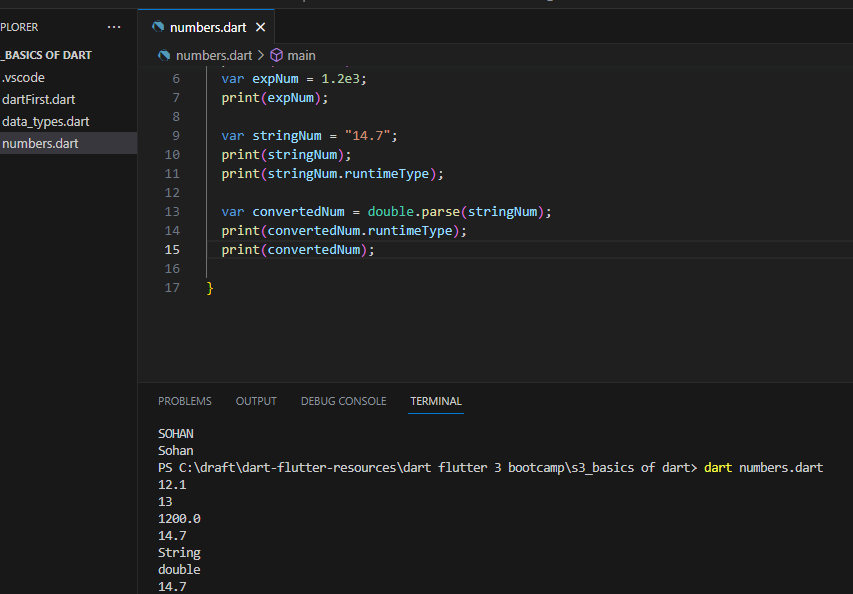 PLORER ···
_BASICS OF DART
.vscode
dartFirst.dart
data_types.dart
numbers.dart
numbers.dart
numbers.dart > main
6 var expNum = 1.2e3;
7 print(expNum);
8
9 var stringNum = "14.7";
10 print(stringNum);
11 print(stringNum.runtimeType);
12
13 var convertedNum = double.parse(stringNum);
14 print(convertedNum.runtimeType);
15 print(convertedNum);
16
17 }
PROBLEMS OUTPUT DEBUG CONSOLE TERMINAL
SOHAN
Sohan
PS C:\draft\dart-flutter-resources\dart flutter 3 bootcamp\s3_basics of dart> dart numbers.dart
12.1
13
1200.0
14.7
String
double
14.7